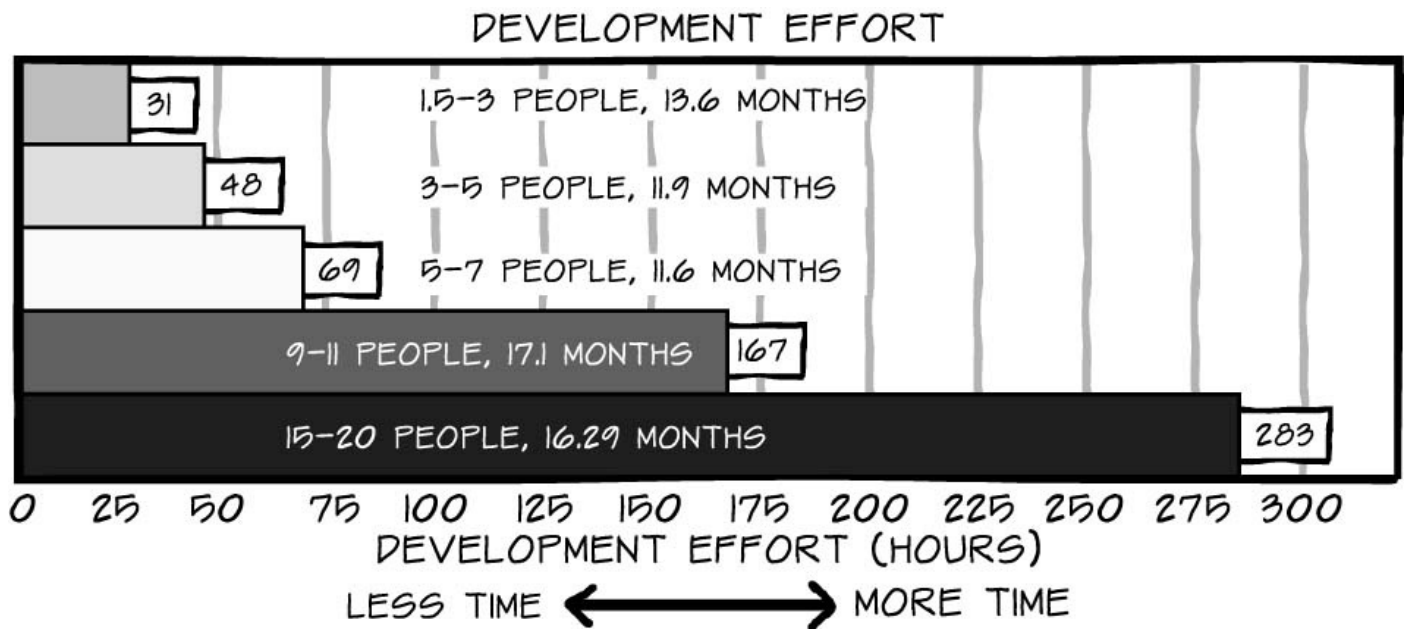 DEVELOPMENT EFFORT
31
1.5–3 PEOPLE, 13.6 MONTHS
48
3–5 PEOPLE, 11.9 MONTHS
69
5–7 PEOPLE, 11.6 MONTHS
9–11 PEOPLE, 17.1 MONTHS
167
15–20 PEOPLE, 16.29 MONTHS
283
0 25 50 75 100 125 150 175 200 225 250 275 300
DEVELOPMENT EFFORT (HOURS)
LESS TIME MORE TIME